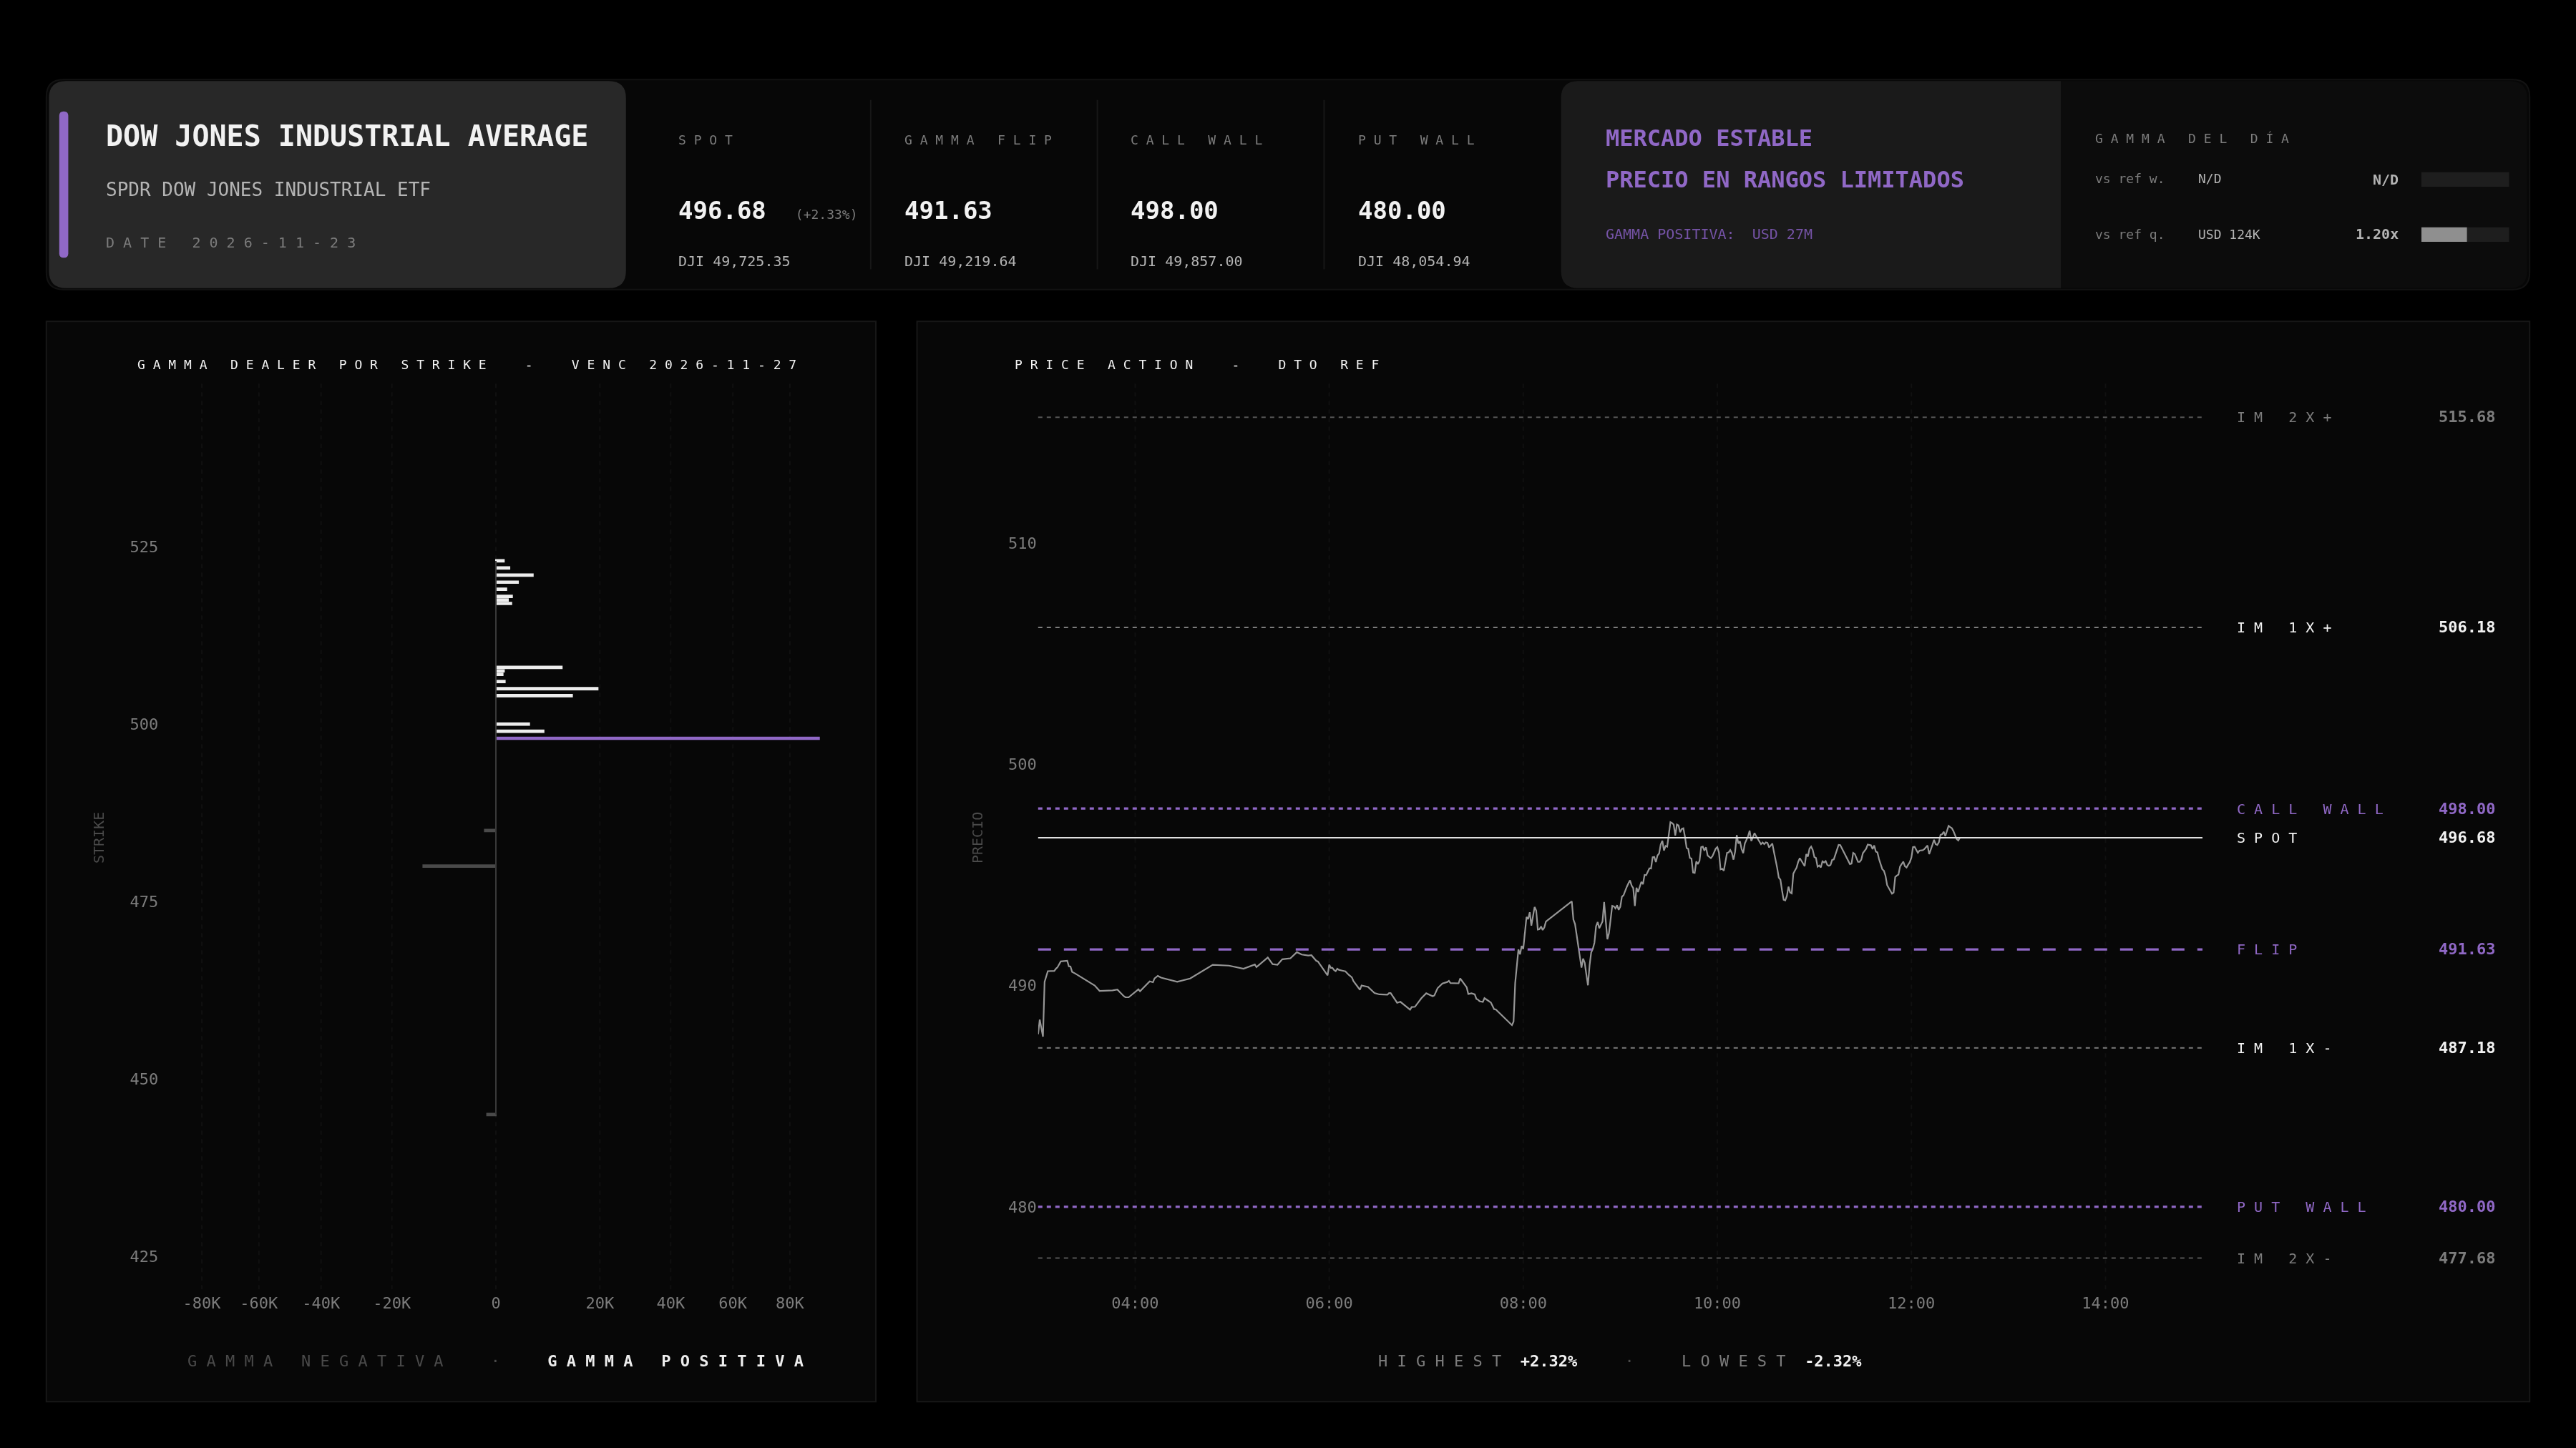 DOW JONES INDUSTRIAL AVERAGE
SPDR DOW JONES INDUSTRIAL ETF
DATE 2026-11-23
SPOT
496.68 (+2.33%)
DJI 49,725.35
GAMMA FLIP
491.63
DJI 49,219.64
CALL WALL
498.00
DJI 49,857.00
PUT WALL
480.00
DJI 48,054.94
MERCADO ESTABLE
PRECIO EN RANGOS LIMITADOS
GAMMA POSITIVA: USD 27M
GAMMA DEL DÍA
vs ref w. N/D N/D
vs ref q. USD 124K 1.20x
GAMMA DEALER POR STRIKE - VENC 2026-11-27
STRIKE
525
500
475
450
425
-80K -60K -40K -20K 0 20K 40K 60K 80K
GAMMA NEGATIVA · GAMMA POSITIVA
PRICE ACTION - DTO REF
PRECIO
510
500
490
480
IM 2X+ 515.68
IM 1X+ 506.18
CALL WALL 498.00
SPOT 496.68
FLIP 491.63
IM 1X- 487.18
PUT WALL 480.00
IM 2X- 477.68
04:00 06:00 08:00 10:00 12:00 14:00
HIGHEST +2.32% · LOWEST -2.32%